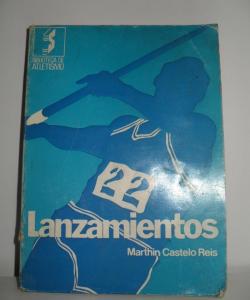 BIBLIOTECA DE
ATLETISMO
22
Lanzamientos
Marthin Castelo Reis